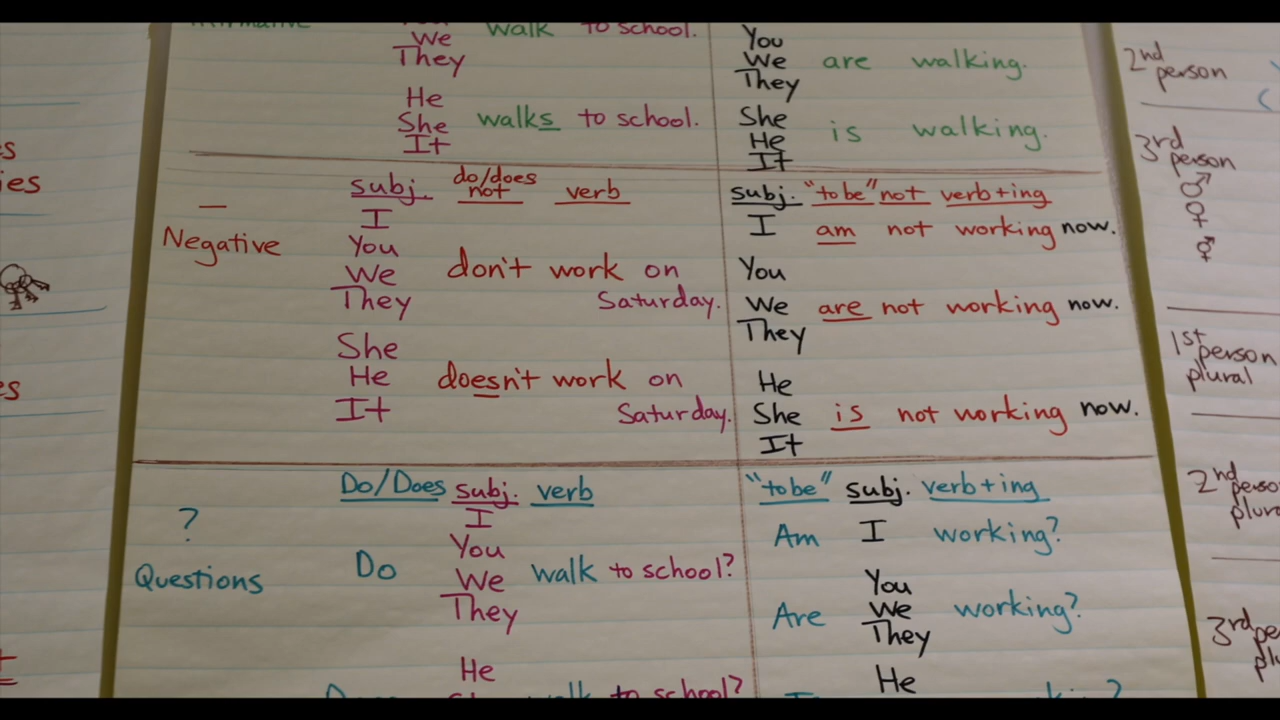 We walk to school.
They
He
She walks to school.
It
You
We are walking.
They
She
He is walking.
It
— Negative
subj. do/does not verb
I
You
We don't work on
They Saturday.
She
He doesn't work on
It Saturday.
subj. "to be" not verb+ing
I am not working now.
You
We are not working now.
They
He
She is not working now.
It
? Questions
Do/Does subj. verb
I
You
Do We walk to school?
They
He
to school?
"to be" subj. verb+ing
Am I working?
You
Are We working?
They
He
2nd person
3rd person
♂
♀
⚥
1st person
plural
2nd
3rd
s
ies
es